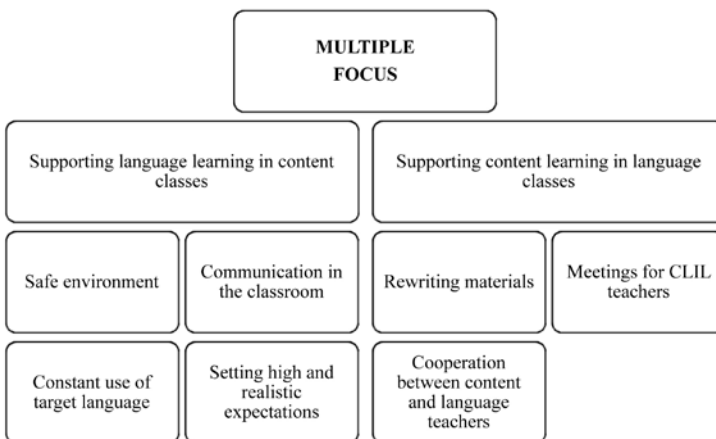 MULTIPLE
FOCUS
Supporting language learning in content
classes
Supporting content learning in language
classes
Safe environment
Communication in
the classroom
Rewriting materials
Meetings for CLIL
teachers
Constant use of
target language
Setting high and
realistic
expectations
Cooperation
between content
and language
teachers